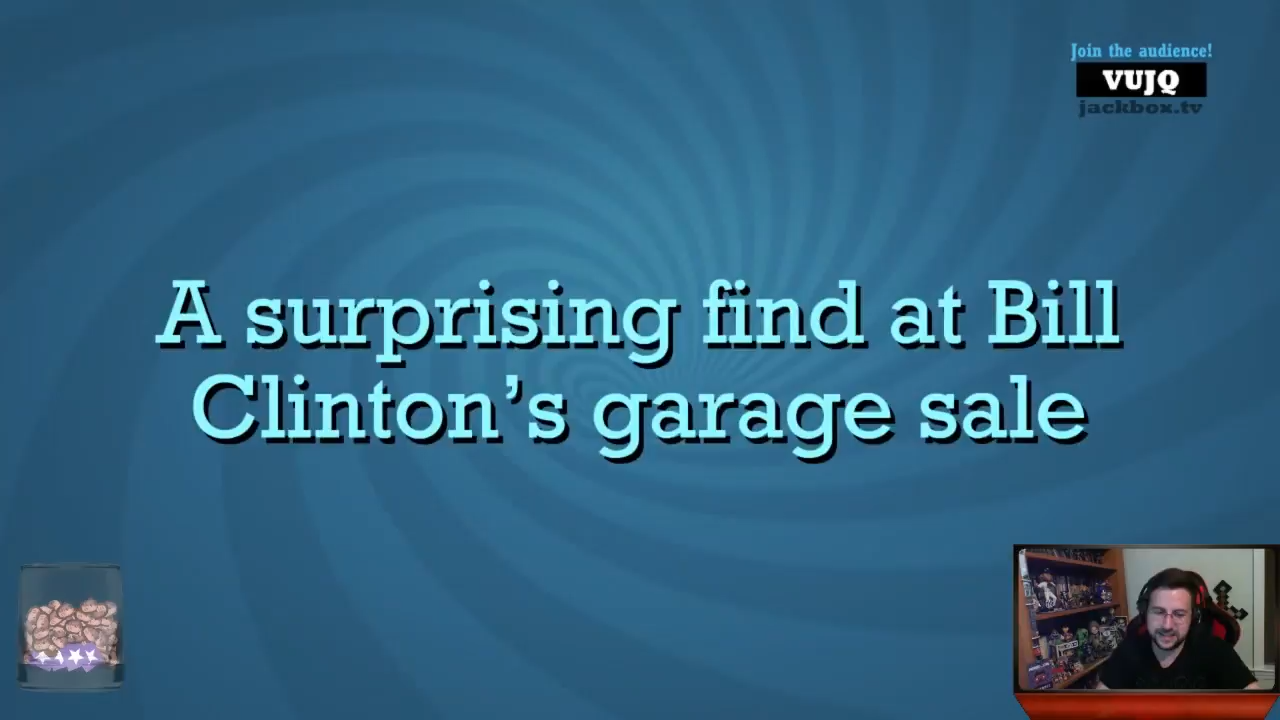 Join the audience!
VUJQ
jackbox.tv
A surprising find at Bill
Clinton's garage sale